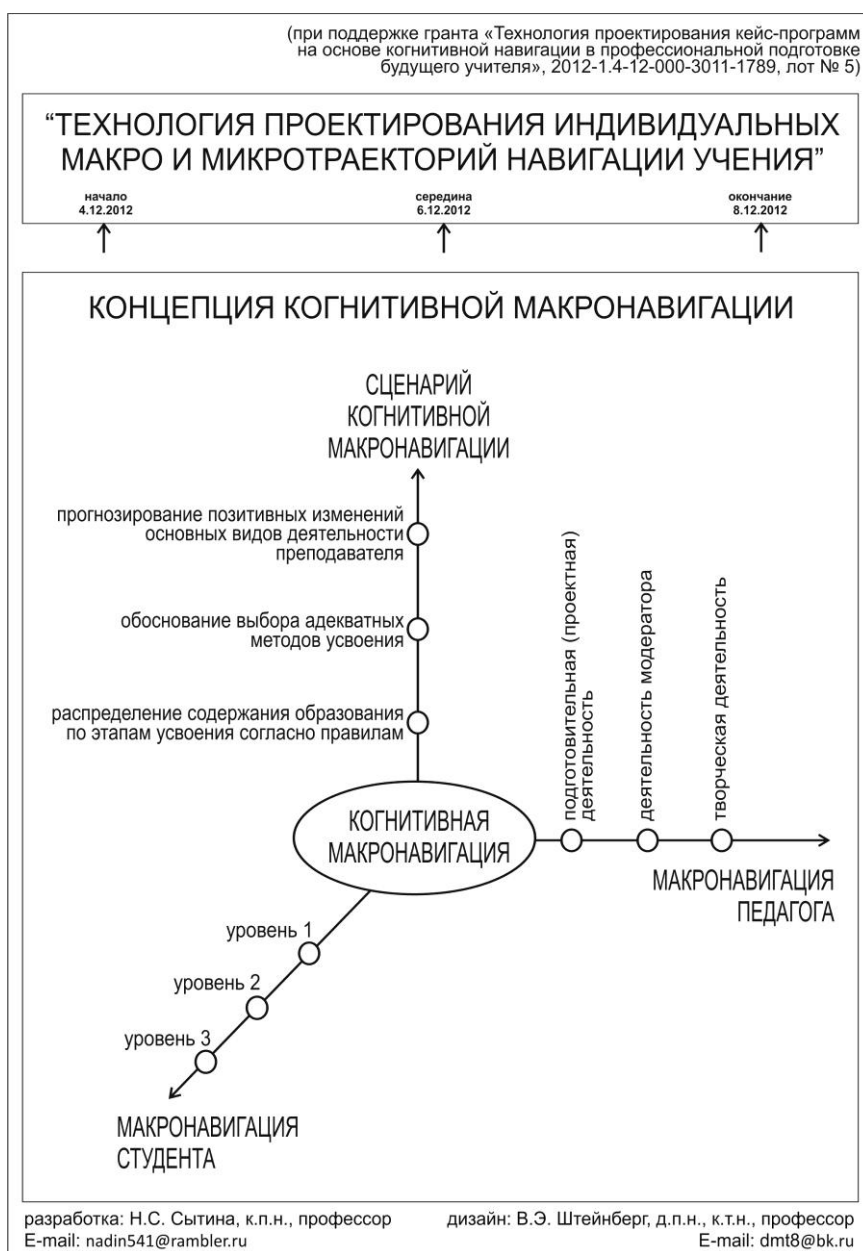 (при поддержке гранта «Технология проектирования кейс-программ
на основе когнитивной навигации в профессиональной подготовке
будущего учителя», 2012-1.4-12-000-3011-1789, лот № 5)
“ТЕХНОЛОГИЯ ПРОЕКТИРОВАНИЯ ИНДИВИДУАЛЬНЫХ
МАКРО И МИКРОТРАЕКТОРИЙ НАВИГАЦИИ УЧЕНИЯ”
начало
4.12.2012
середина
6.12.2012
окончание
8.12.2012
КОНЦЕПЦИЯ КОГНИТИВНОЙ МАКРОНАВИГАЦИИ
СЦЕНАРИЙ
КОГНИТИВНОЙ
МАКРОНАВИГАЦИИ
прогнозирование позитивных изменений
основных видов деятельности
преподавателя
обоснование выбора адекватных
методов усвоения
распределение содержания образования
по этапам усвоения согласно правилам
подготовительная (проектная)
деятельность
деятельность модератора
творческая деятельность
КОГНИТИВНАЯ
МАКРОНАВИГАЦИЯ
МАКРОНАВИГАЦИЯ
ПЕДАГОГА
уровень 1
уровень 2
уровень 3
МАКРОНАВИГАЦИЯ
СТУДЕНТА
разработка: Н.С. Сытина, к.п.н., профессор
E-mail: nadin541@rambler.ru
дизайн: В.Э. Штейнберг, д.п.н., к.т.н., профессор
E-mail: dmt8@bk.ru